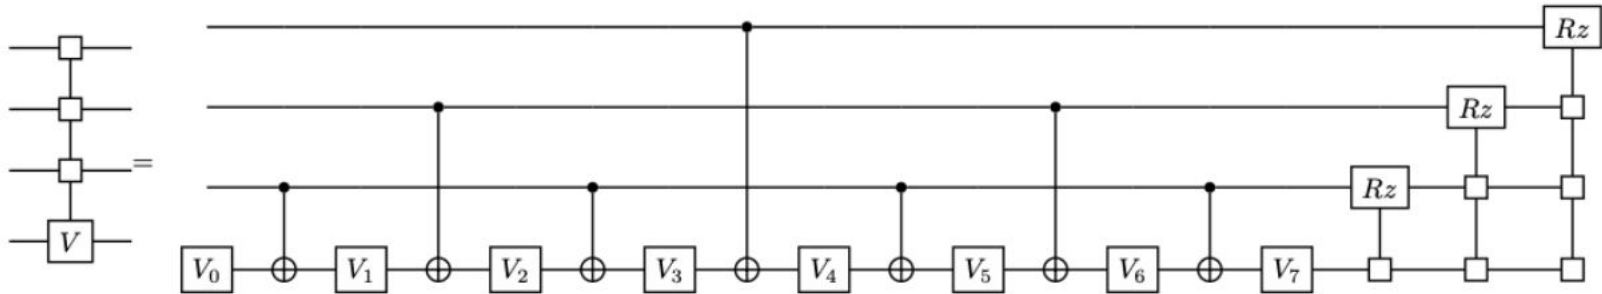 Rz
Rz
Rz
=
V
V₀ V₁ V₂ V₃ V₄ V₅ V₆ V₇